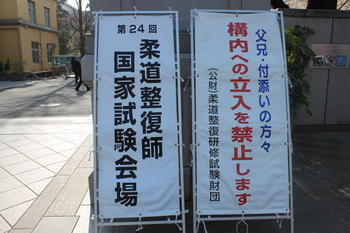 第24回
柔道整復師
国家試験会場
父兄・付添いの方々
構内への立入を禁止します
(公財)柔道整復研修試験財団